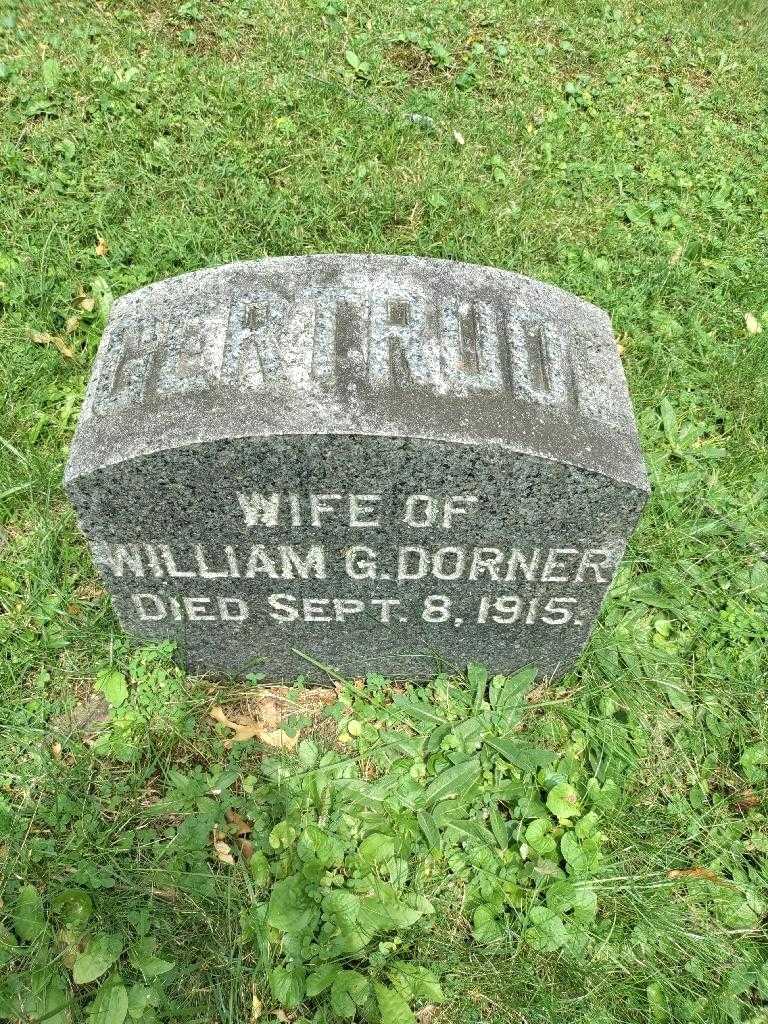 GERTRUDE
WIFE OF
WILLIAM G. DORNER
DIED SEPT. 8, 1915.